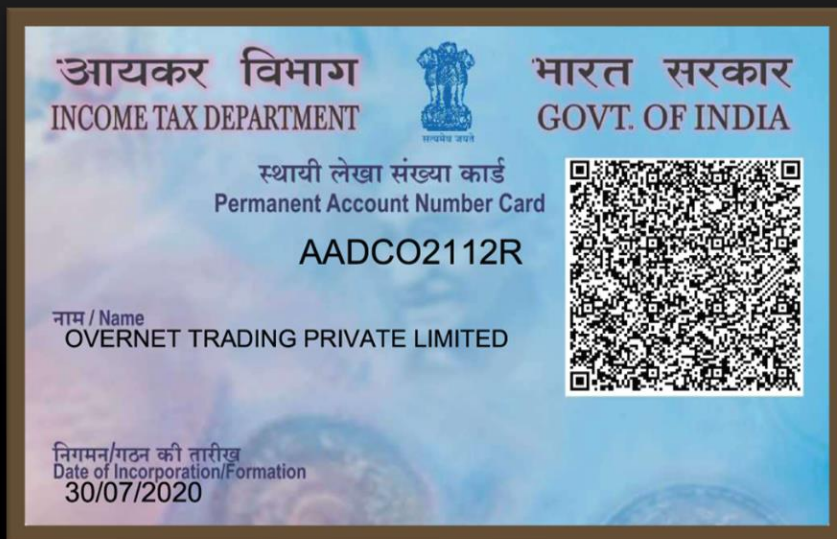 आयकर विभाग
INCOME TAX DEPARTMENT
सत्यमेव जयते
भारत सरकार
GOVT. OF INDIA
स्थायी लेखा संख्या कार्ड
Permanent Account Number Card
AADCO2112R
नाम / Name
OVERNET TRADING PRIVATE LIMITED
निगमन/गठन की तारीख
Date of Incorporation/Formation
30/07/2020